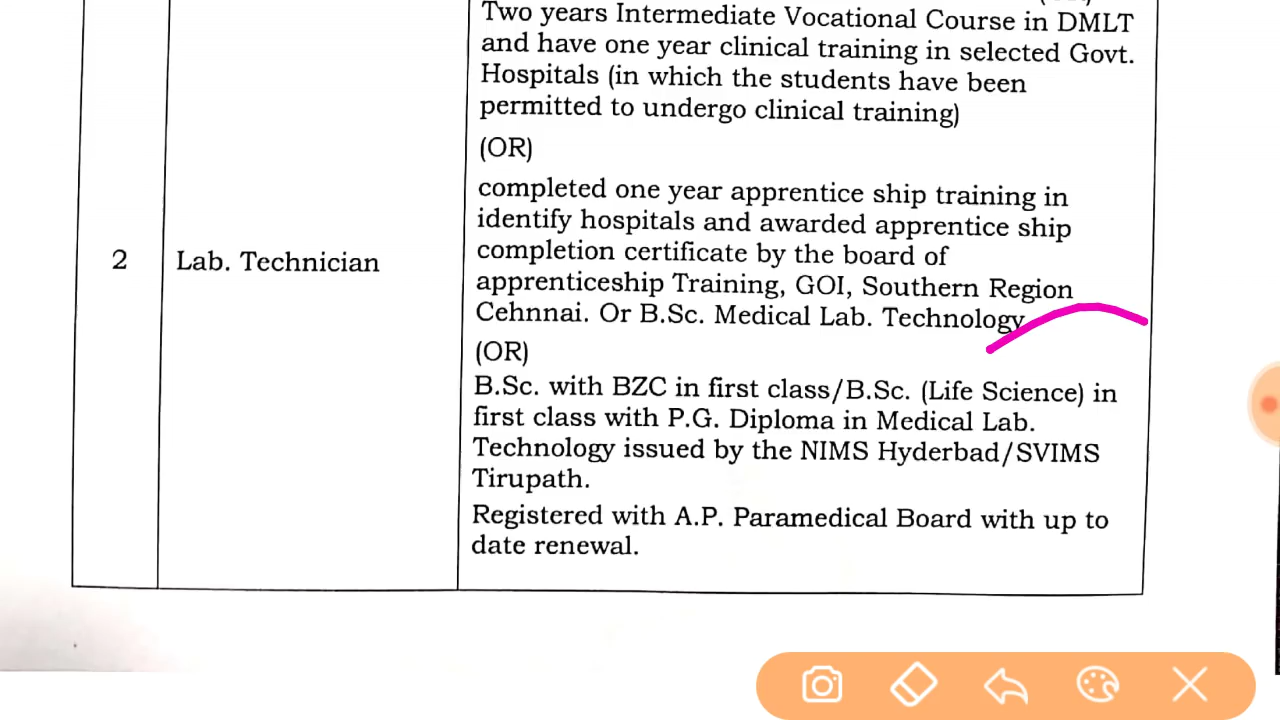 Two years Intermediate Vocational Course in DMLT
and have one year clinical training in selected Govt.
Hospitals (in which the students have been
permitted to undergo clinical training)
(OR)
completed one year apprentice ship training in
identify hospitals and awarded apprentice ship
completion certificate by the board of
2 Lab. Technician
apprenticeship Training, GOI, Southern Region
Cehnnai. Or B.Sc. Medical Lab. Technology
(OR)
B.Sc. with BZC in first class/B.Sc. (Life Science) in
first class with P.G. Diploma in Medical Lab.
Technology issued by the NIMS Hyderbad/SVIMS
Tirupath.
Registered with A.P. Paramedical Board with up to
date renewal.